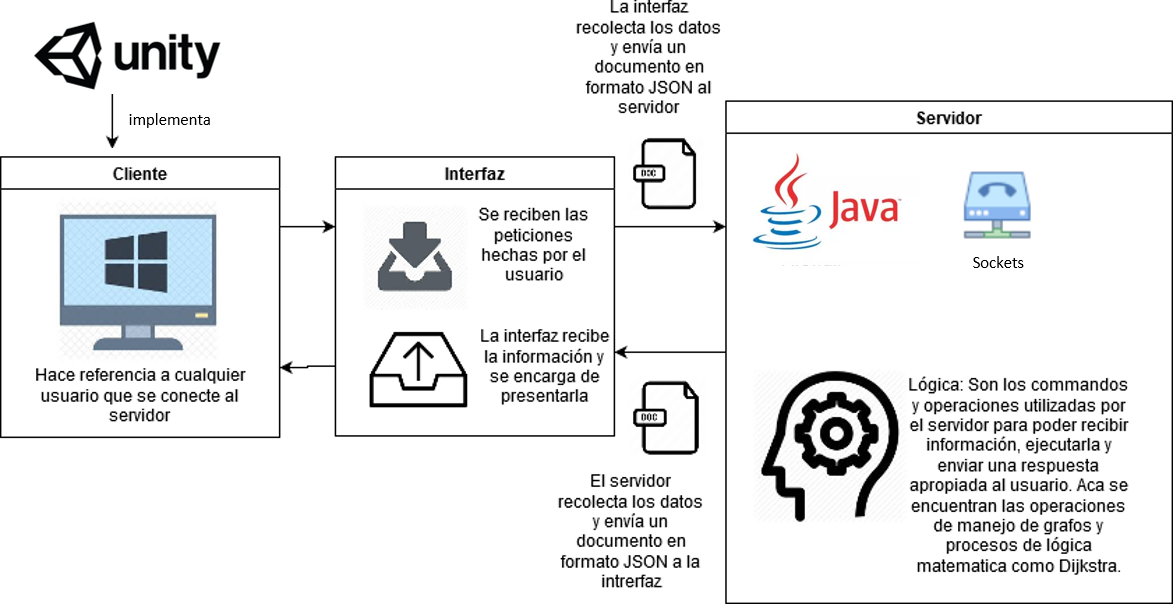 unity
implementa
Cliente
Hace referencia a cualquier
usuario que se conecte al
servidor
Interfaz
Se reciben las
peticiones
hechas por el
usuario
La interfaz recibe
la información y
se encarga de
presentarla
La interfaz
recolecta los datos
y envía un
documento en
formato JSON al
servidor
DOC
DOC
El servidor
recolecta los datos
y envía un
documento en
formato JSON a la
intrerfaz
Servidor
Java
Sockets
Lógica: Son los commandos
y operaciones utilizadas por
el servidor para poder recibir
información, ejecutarla y
enviar una respuesta
apropiada al usuario. Aca se
encuentran las operaciones
de manejo de grafos y
procesos de lógica
matematica como Dijkstra.